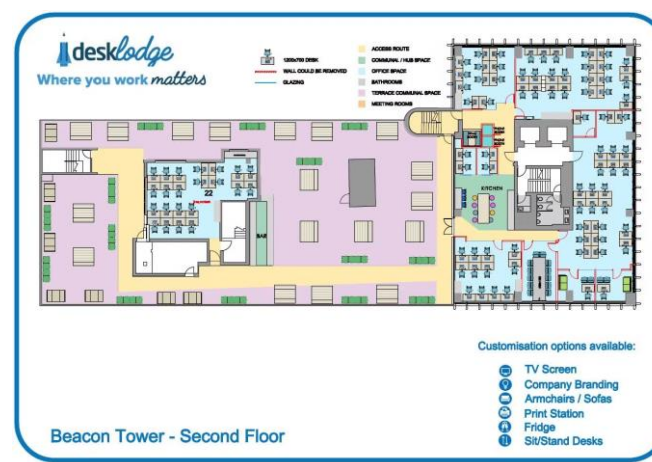 desklodge
Where you work matters
1200x700 DESK
WALL COULD BE REMOVED
GLAZING
ACCESS ROUTE
COMMUNAL / HUB SPACE
OFFICE SPACE
BATHROOMS
TERRACE COMMUNAL SPACE
MEETING ROOMS
22
KITCHEN
BAR
Customisation options available:
TV Screen
Company Branding
Armchairs / Sofas
Print Station
Fridge
Sit/Stand Desks
Beacon Tower - Second Floor